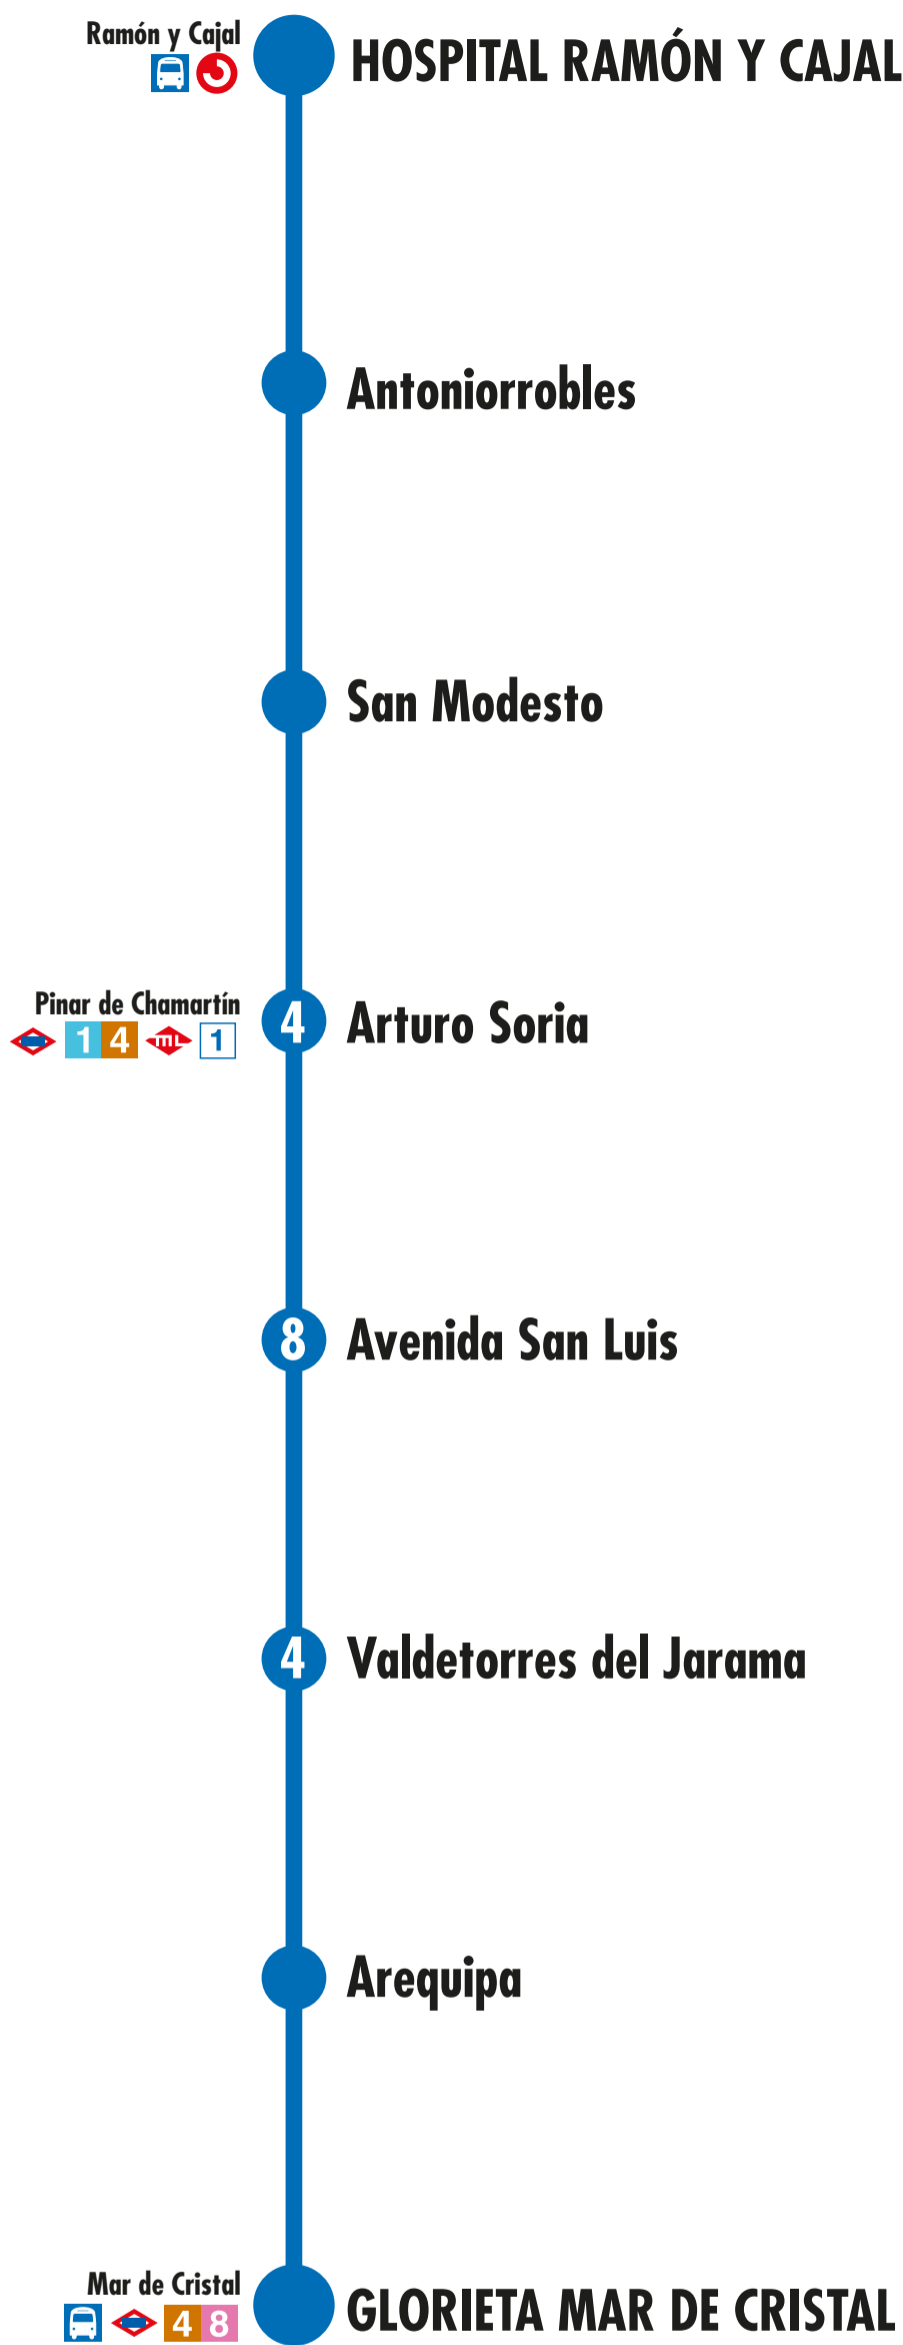 Ramón y Cajal
HOSPITAL RAMÓN Y CAJAL
Antoniorrobles
San Modesto
Pinar de Chamartín
1 4 ML 1
4 Arturo Soria
8 Avenida San Luis
4 Valdetorres del Jarama
Arequipa
Mar de Cristal
4 8
GLORIETA MAR DE CRISTAL